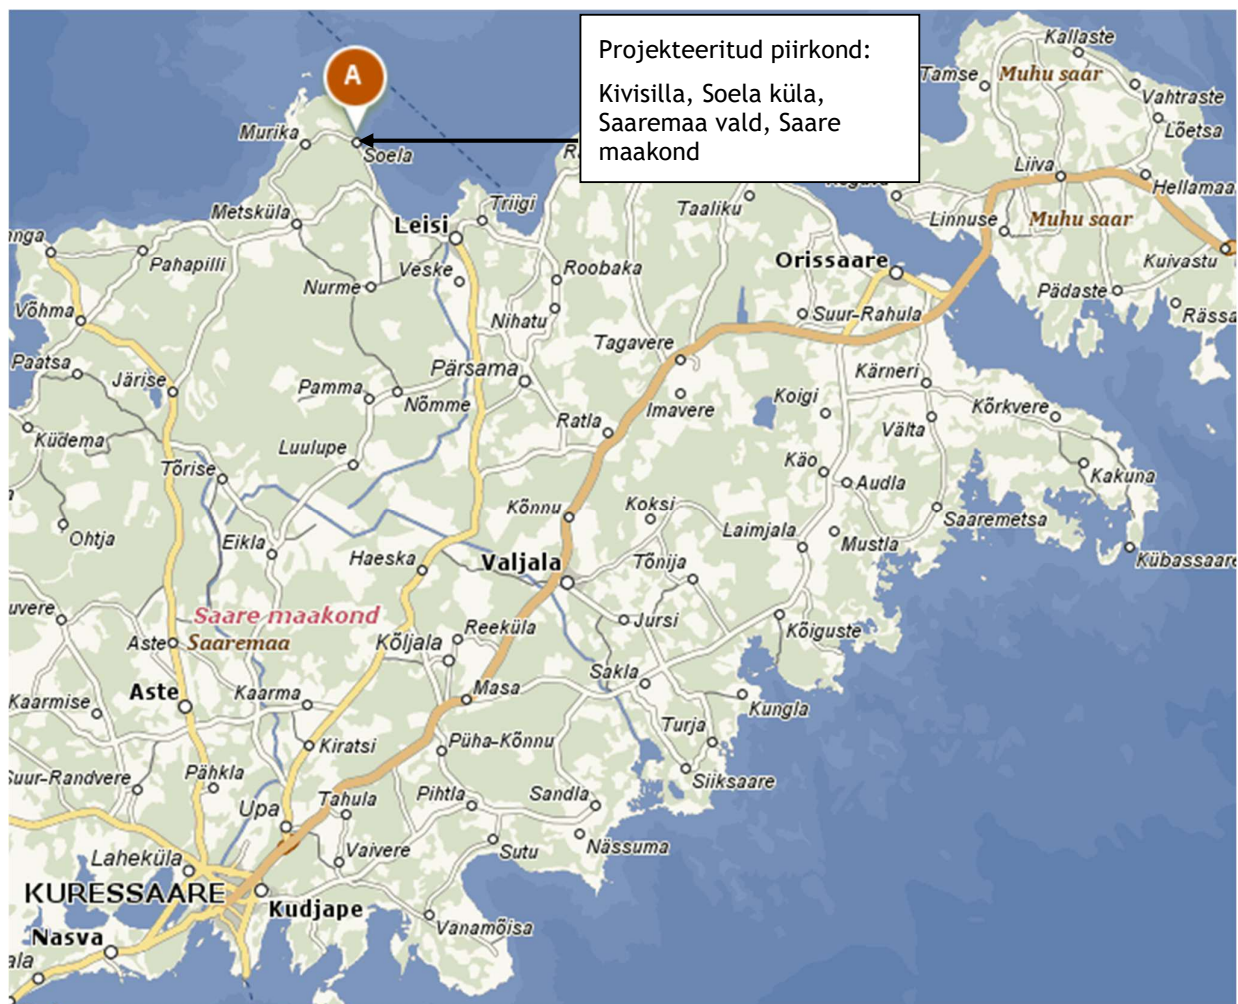 Projekteeritud piirkond:
Kivisilla, Soela küla,
Saaremaa vald, Saare
maakond
A
Kallaste
Tamse
Muhu saar
Vahtraste
Lõetsa
Murika
Soela
Liiva
Hellamaa
Triigi
Taaliku
Metsküla
Leisi
Linnuse
Muhu saar
Pahapilli
Veske
Roobaka
Orissaare
Kuivastu
Nurme
Pädaste
Võhma
Nihatu
Suur-Rahula
Rässa
Tagavere
Paatsa
Järise
Pärsama
Kärneri
Pamma
Nõmme
Imavere
Koigi
Kõrkvere
Ratla
Välta
Küdema
Luulupe
Käo
Kakuna
Tõrise
Audla
Kõnnu
Koksi
Saaremetsa
Ohtja
Eikla
Laimjala
Mustla
Haeska
Valjala
Tõnija
Kübassaare
uvere
Saare maakond
Reeküla
Jursi
Kõiguste
Aste
Saaremaa
Kõljala
Sakla
Aste
Kaarma
Masa
Kaarmise
Kungla
Turja
Kiratsi
Püha-Kõnnu
Suur-Randvere
Pähkla
Siiksaare
Upa
Tahula
Pihtla
Sandla
Laheküla
Vaivere
Sutu
Nässuma
KURESSAARE
Kudjape
Vanamõisa
Nasva
ala